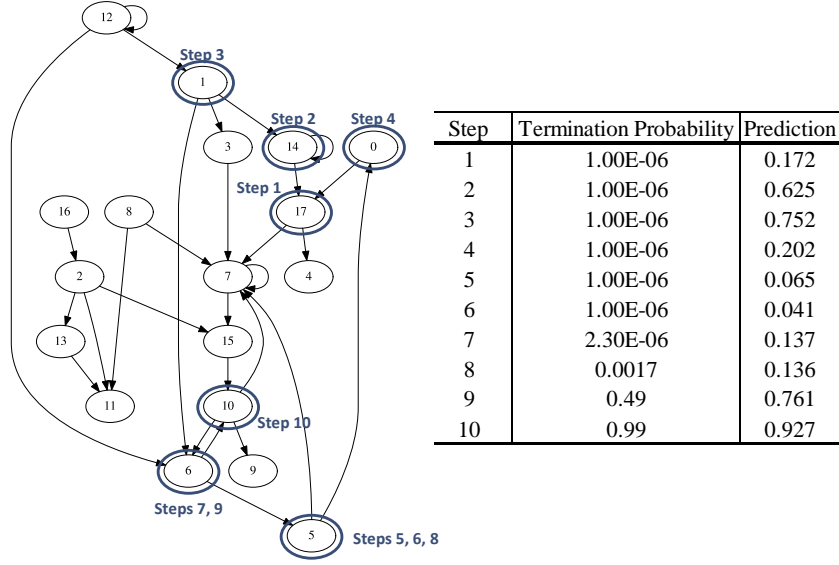 12
Step 3
1
Step 2
Step 4
3
14
0
Step 1
16
8
17
2
7
4
13
15
11
10
Step 10
6
9
Steps 7, 9
5
Steps 5, 6, 8
Step Termination Probability Prediction
1 1.00E-06 0.172
2 1.00E-06 0.625
3 1.00E-06 0.752
4 1.00E-06 0.202
5 1.00E-06 0.065
6 1.00E-06 0.041
7 2.30E-06 0.137
8 0.0017 0.136
9 0.49 0.761
10 0.99 0.927